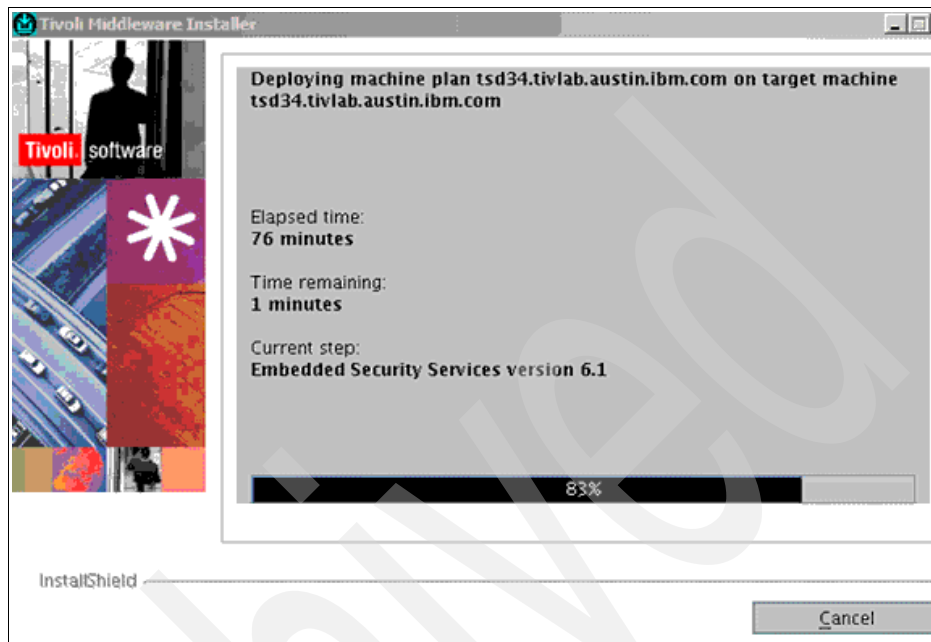 Tivoli Middleware Installer
Deploying machine plan tsd34.tivlab.austin.ibm.com on target machine
tsd34.tivlab.austin.ibm.com
Tivoli. software
Elapsed time:
76 minutes
Time remaining:
1 minutes
Current step:
Embedded Security Services version 6.1
83%
InstallShield
Cancel